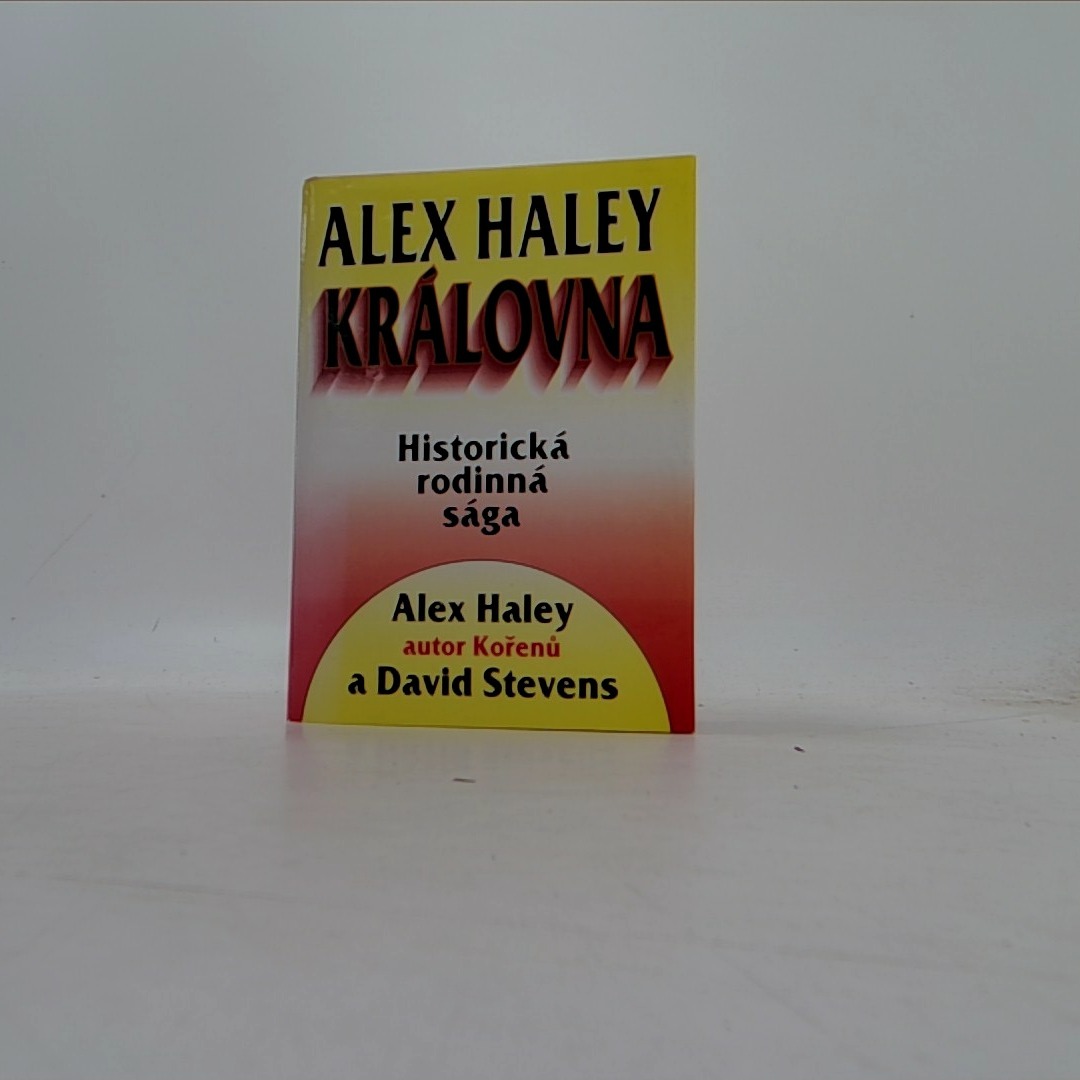 ALEX HALEY
KRÁLOVNA
Historická
rodinná
sága
Alex Haley
autor Kořenů
a David Stevens